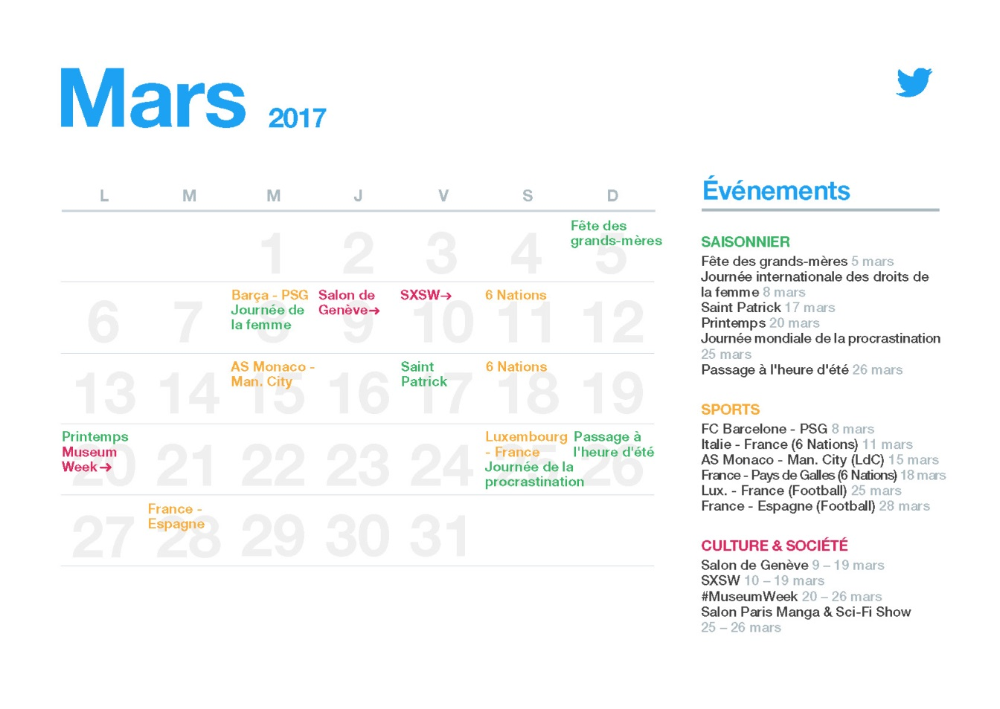 Mars 2017
L M M J V S D
Fête des
grands-mères
1 2 3 4 5
Barça - PSG Salon de SXSW→ 6 Nations
Journée de Genève→
la femme
6 7 8 9 10 11 12
AS Monaco - Saint 6 Nations
Man. City Patrick
13 14 15 16 17 18 19
Printemps Luxembourg Passage à
Museum - France l'heure d'été
Week→ Journée de la
procrastination
20 21 22 23 24 25 26
France -
Espagne
27 28 29 30 31
Événements
SAISONNIER
Fête des grands-mères 5 mars
Journée internationale des droits de
la femme 8 mars
Saint Patrick 17 mars
Printemps 20 mars
Journée mondiale de la procrastination
25 mars
Passage à l'heure d'été 26 mars
SPORTS
FC Barcelone - PSG 8 mars
Italie - France (6 Nations) 11 mars
AS Monaco - Man. City (LdC) 15 mars
France - Pays de Galles (6 Nations) 18 mars
Lux. - France (Football) 25 mars
France - Espagne (Football) 28 mars
CULTURE & SOCIÉTÉ
Salon de Genève 9 – 19 mars
SXSW 10 – 19 mars
#MuseumWeek 20 – 26 mars
Salon Paris Manga & Sci-Fi Show
25 – 26 mars